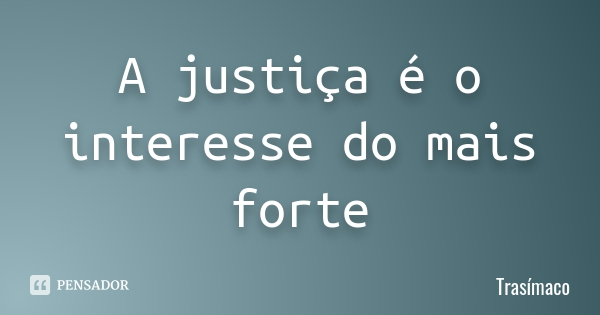 A justiça é o
interesse do mais
forte
PENSADOR
Trasímaco